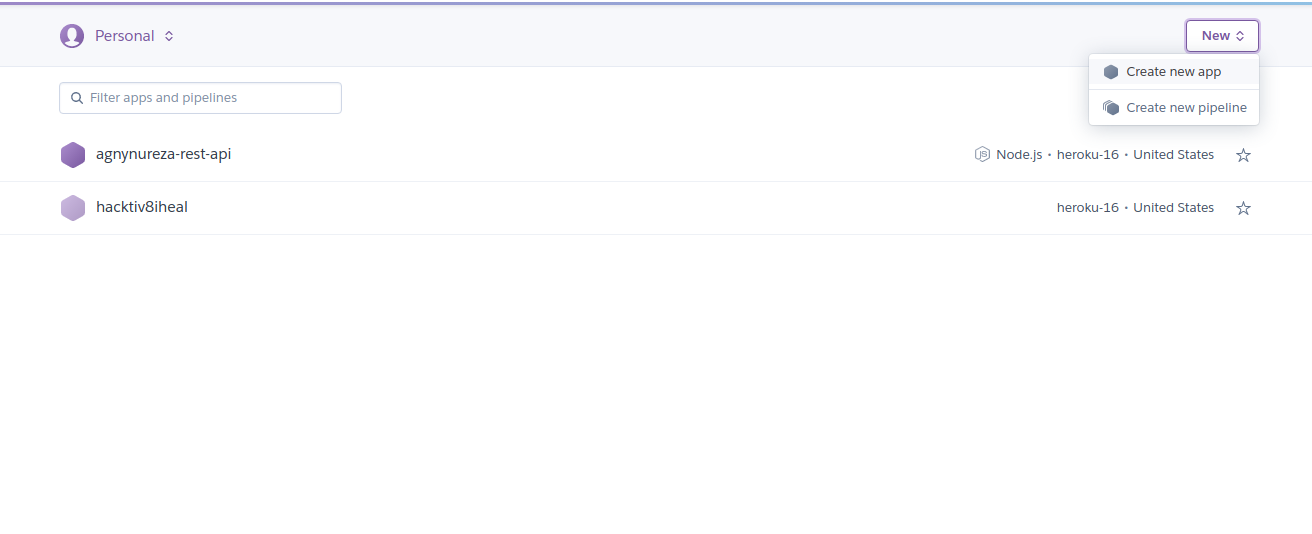 Personal
New
Create new app
Create new pipeline
Filter apps and pipelines
agnynureza-rest-api
JS Node.js • heroku-16 • United States
hacktiv8iheal
heroku-16 • United States